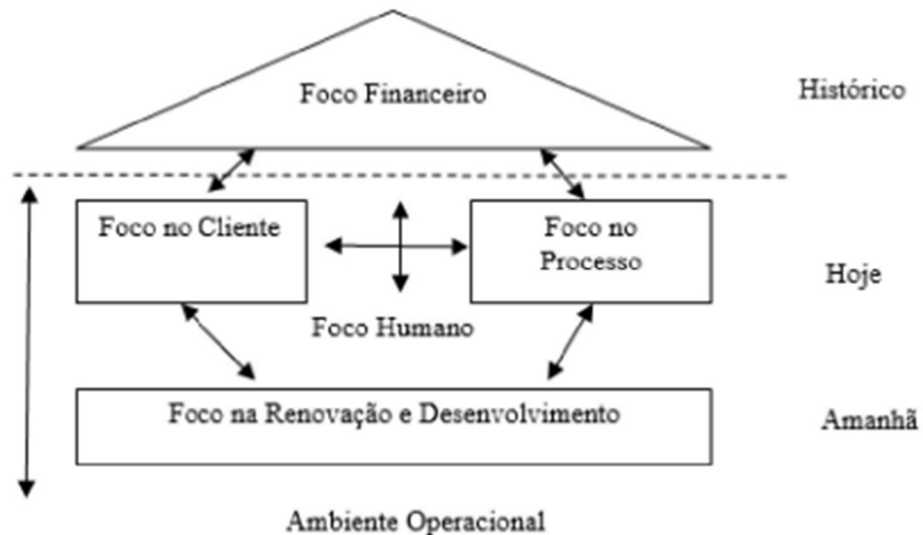 Foco Financeiro
Histórico
Foco no Cliente
Foco no
Processo
Hoje
Foco Humano
Foco na Renovação e Desenvolvimento
Amanhã
Ambiente Operacional